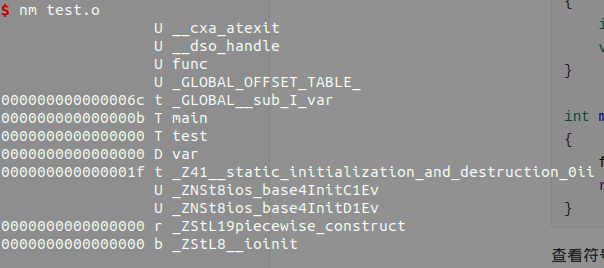 $ nm test.o
U __cxa_atexit
U __dso_handle
U func
U _GLOBAL_OFFSET_TABLE_
000000000000006c t _GLOBAL__sub_I_var
000000000000000b T main
0000000000000000 T test
0000000000000000 D var
000000000000001f t _Z41__static_initialization_and_destruction_0ii
U _ZNSt8ios_base4InitC1Ev
U _ZNSt8ios_base4InitD1Ev
0000000000000000 r _ZStL19piecewise_construct
0000000000000000 b _ZStL8__ioinit
{
i
v
}
int m
{
f
r
}
查看符号